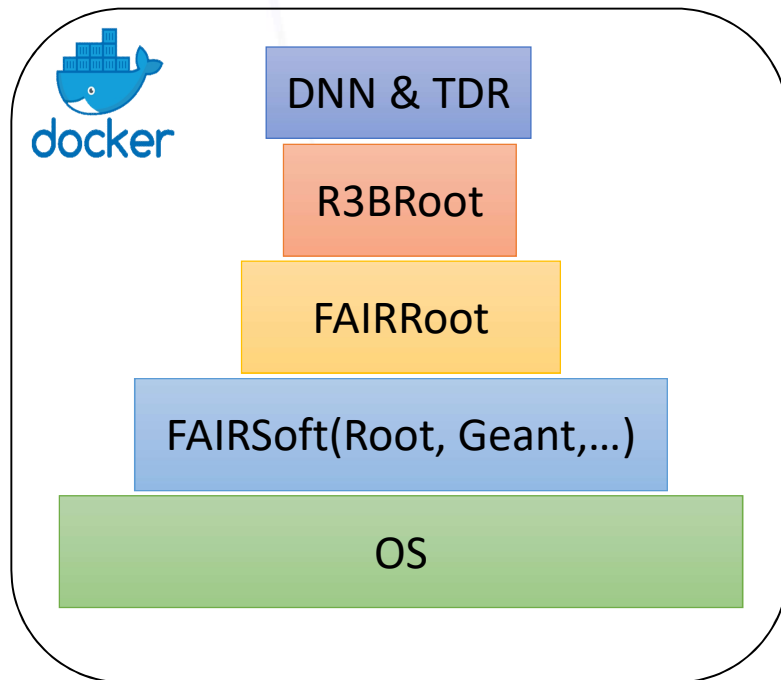 docker
DNN & TDR
R3BRoot
FAIRRoot
FAIRSoft(Root, Geant,...)
OS